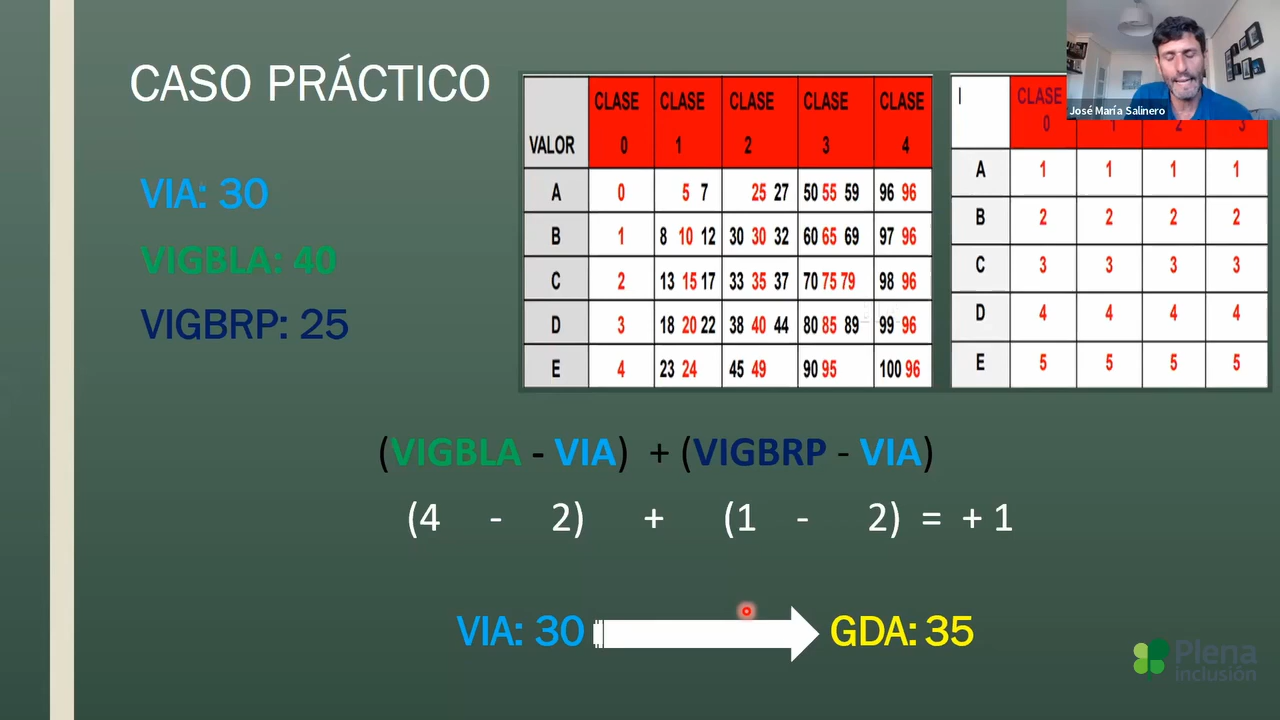 CASO PRÁCTICO
José María Salinero
VIA: 30
VIGBLA: 40
VIGBRP: 25
VALOR CLASE 0 CLASE 1 CLASE 2 CLASE 3 CLASE 4
A 0 5 7 25 27 50 55 59 96 96
B 1 8 10 12 30 30 32 60 65 69 97 96
C 2 13 15 17 33 35 37 70 75 79 98 96
D 3 18 20 22 38 40 44 80 85 89 99 96
E 4 23 24 45 49 90 95 100 96
CLASE 0 1 2 3
A 1 1 1 1
B 2 2 2 2
C 3 3 3 3
D 4 4 4 4
E 5 5 5 5
(VIGBLA - VIA) + (VIGBRP - VIA)
(4 - 2) + (1 - 2) = + 1
VIA: 30 GDA: 35
Plena
inclusión